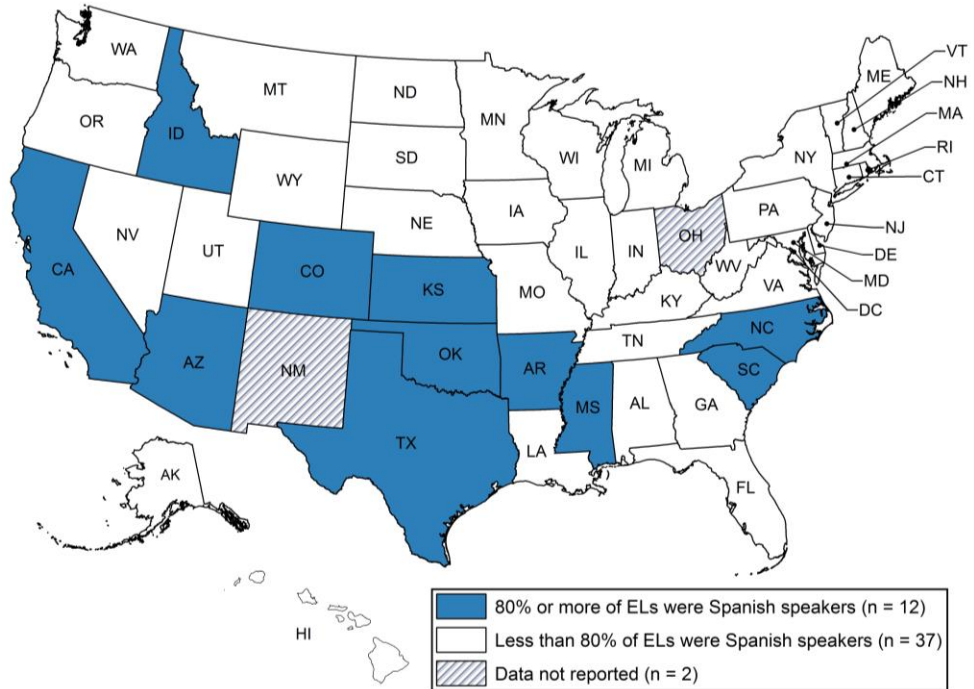 WA
MT
ND
MN
ME
VT
NH
MA
RI
CT
OR
ID
SD
WI
MI
NY
WY
IA
NE
PA
NJ
NV
UT
CO
IL
IN
OH
DE
MD
DC
CA
KS
MO
WV
VA
KY
NC
AZ
NM
OK
AR
TN
SC
TX
MS
AL
GA
LA
AK
FL
HI
80% or more of ELs were Spanish speakers (n = 12)
Less than 80% of ELs were Spanish speakers (n = 37)
Data not reported (n = 2)